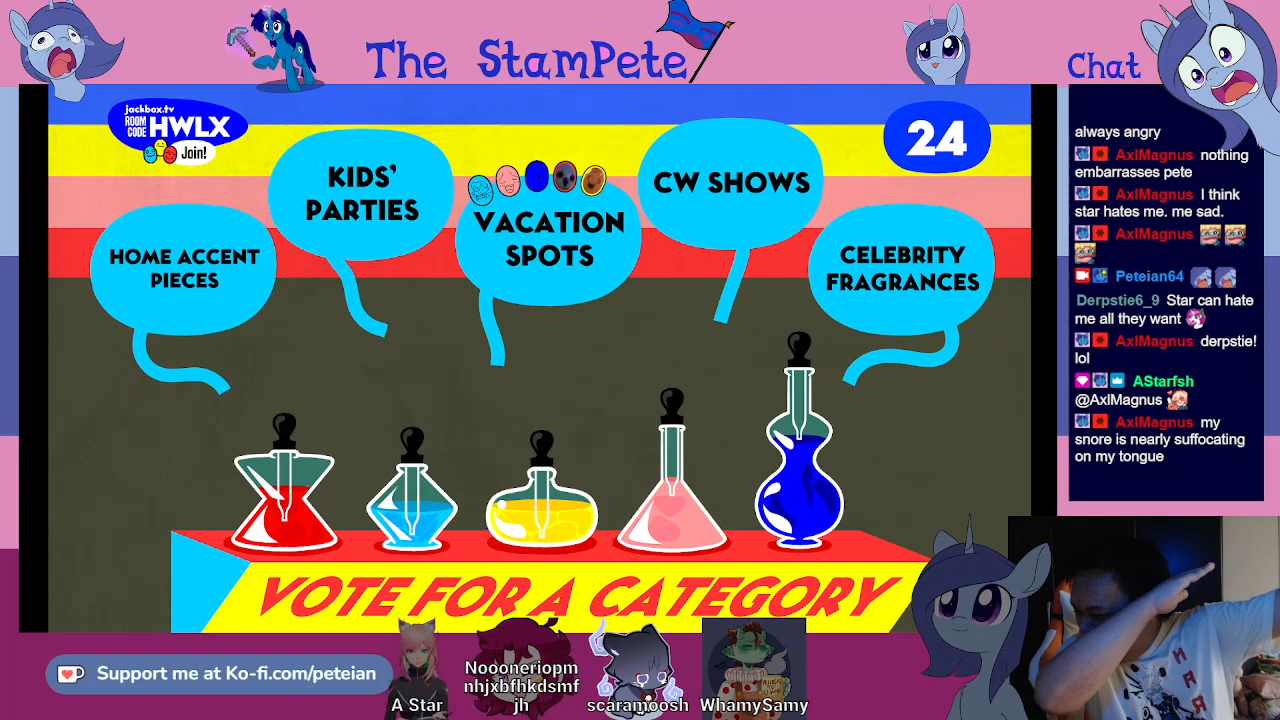 The StamPete
Chat
jackbox.tv
ROOM
CODE
HWLX
Join!
24
KIDS'
PARTIES
VACATION
SPOTS
CW SHOWS
HOME ACCENT
PIECES
CELEBRITY
FRAGRANCES
VOTE FOR A CATEGORY
always angry
AxlMagnus nothing
embarrasses pete
AxlMagnus I think
star hates me. me sad.
AxlMagnus
Peteian64
Derpstie6_9 Star can hate
me all they want
AxlMagnus derpstie!
lol
AStarfsh
@AxlMagnus
AxlMagnus my
snore is nearly suffocating
on my tongue
Support me at Ko-fi.com/peteian
A Star
Noooneriopm
nhjxbfhkdsmf
jh
scaramoosh
WhamySamy